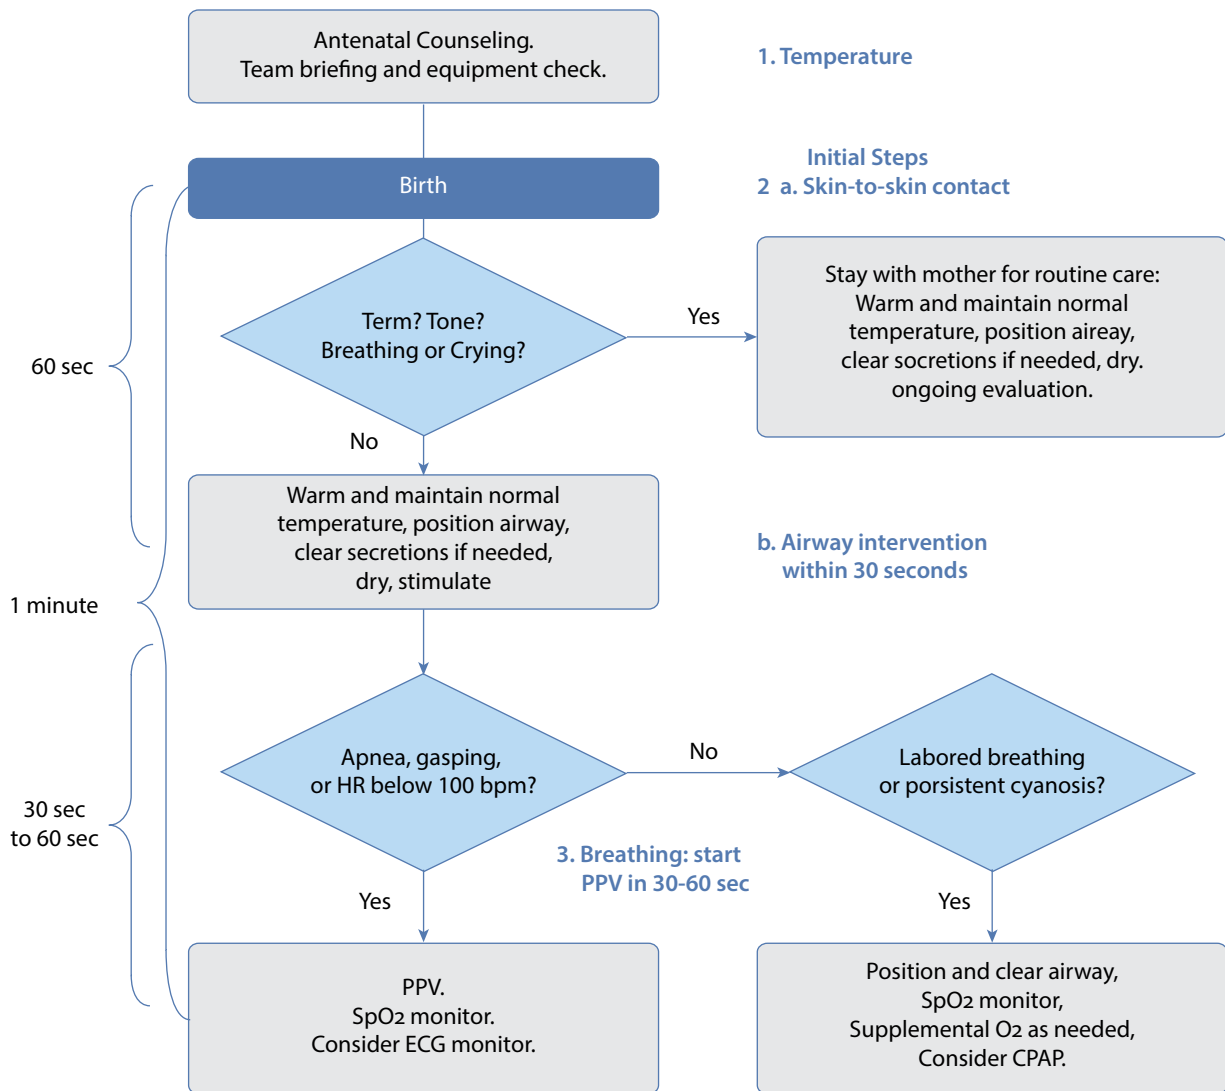 Antenatal Counseling.
Team briefing and equipment check.
1. Temperature
Birth
Initial Steps
2 a. Skin-to-skin contact
Term? Tone?
Breathing or Crying?
Yes
Stay with mother for routine care:
Warm and maintain normal
temperature, position aireay,
clear socretions if needed, dry.
ongoing evaluation.
60 sec
No
Warm and maintain normal
temperature, position airway,
clear secretions if needed,
dry, stimulate
b. Airway intervention
within 30 seconds
1 minute
Apnea, gasping,
or HR below 100 bpm?
No
Labored breathing
or porsistent cyanosis?
30 sec
to 60 sec
3. Breathing: start
PPV in 30-60 sec
Yes
Yes
PPV.
SpO2 monitor.
Consider ECG monitor.
Position and clear airway,
SpO2 monitor,
Supplemental O2 as needed,
Consider CPAP.